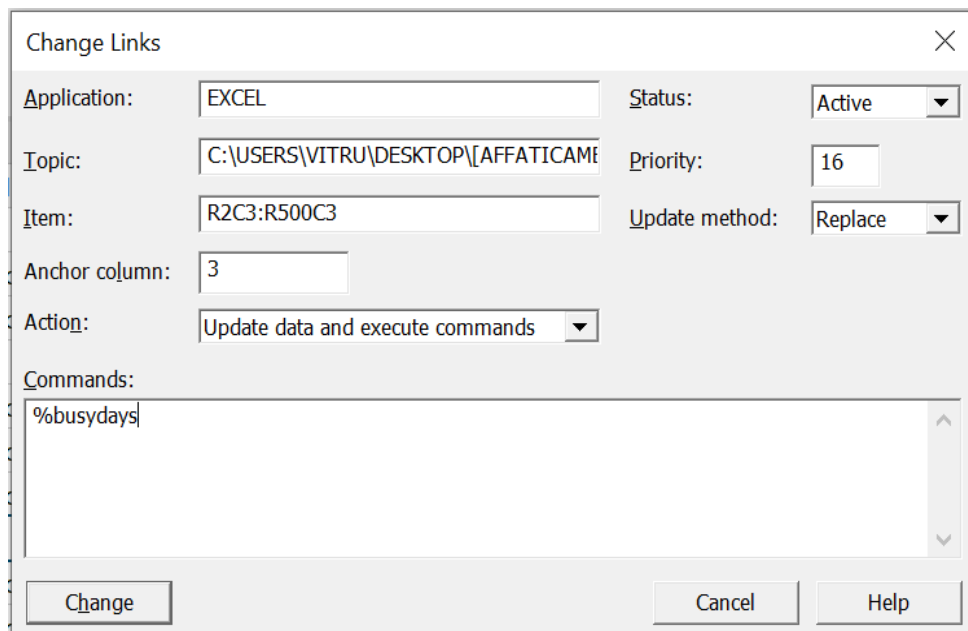 Change Links
Application: EXCEL Status: Active
Topic: C:\USERS\VITRU\DESKTOP\[AFFATICAME Priority: 16
Item: R2C3:R500C3 Update method: Replace
Anchor column: 3
Action: Update data and execute commands
Commands:
%busydays
Change Cancel Help